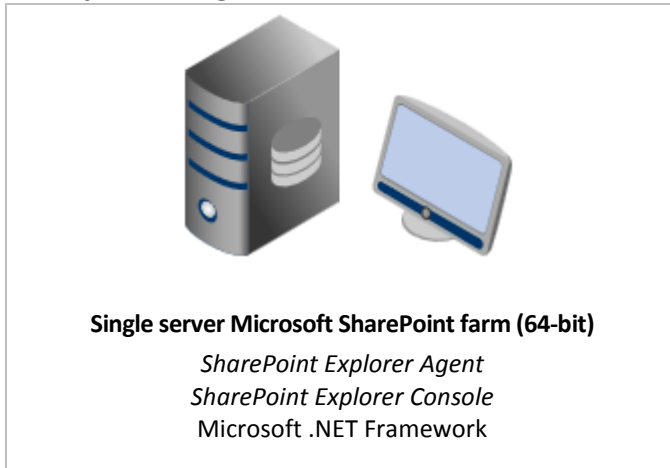 Single server Microsoft SharePoint farm (64-bit)
SharePoint Explorer Agent
SharePoint Explorer Console
Microsoft .NET Framework